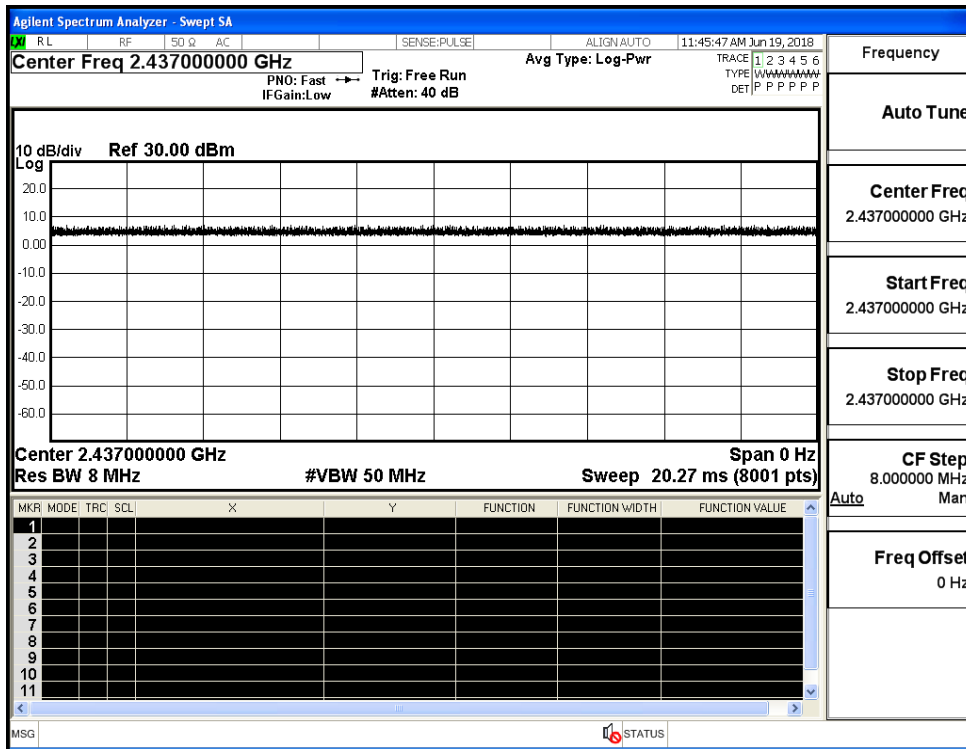 Agilent Spectrum Analyzer - Swept SA
LXI RL RF 50 Ω AC SENSE:PULSE ALIGNAUTO 11:45:47 AM Jun 19, 2018
Center Freq 2.437000000 GHz
PNO: Fast
IFGain:Low
Trig: Free Run
#Atten: 40 dB
Avg Type: Log-Pwr
TRACE 1 2 3 4 5 6
TYPE WWWWWW
DET P P P P P P
10 dB/div Ref 30.00 dBm
Log
20.0
10.0
0.00
-10.0
-20.0
-30.0
-40.0
-50.0
-60.0
Center 2.437000000 GHz Span 0 Hz
Res BW 8 MHz #VBW 50 MHz Sweep 20.27 ms (8001 pts)
MKR MODE TRC SCL X Y FUNCTION FUNCTION WIDTH FUNCTION VALUE
1
2
3
4
5
6
7
8
9
10
11
MSG STATUS
Frequency
Auto Tune
Center Freq
2.437000000 GHz
Start Freq
2.437000000 GHz
Stop Freq
2.437000000 GHz
CF Step
8.000000 MHz
Auto Man
Freq Offset
0 Hz